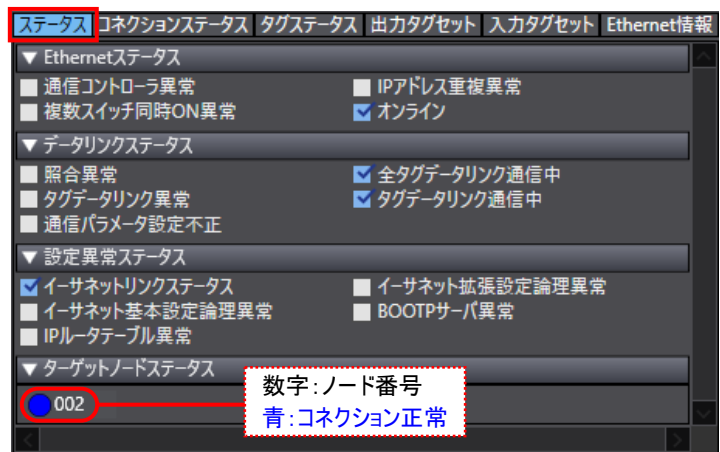 ステータス コネクションステータス タグステータス 出力タグセット 入力タグセット Ethernet情報
▼ Ethernetステータス
通信コントローラ異常 IPアドレス重複異常
複数スイッチ同時ON異常 オンライン
▼ データリンクステータス
照合異常 全タグデータリンク通信中
タグデータリンク異常 タグデータリンク通信中
通信パラメータ設定不正
▼ 設定異常ステータス
イーサネットリンクステータス イーサネット拡張設定論理異常
イーサネット基本設定論理異常 BOOTPサーバ異常
IPルータテーブル異常
▼ ターゲットノードステータス
002
数字:ノード番号
青:コネクション正常